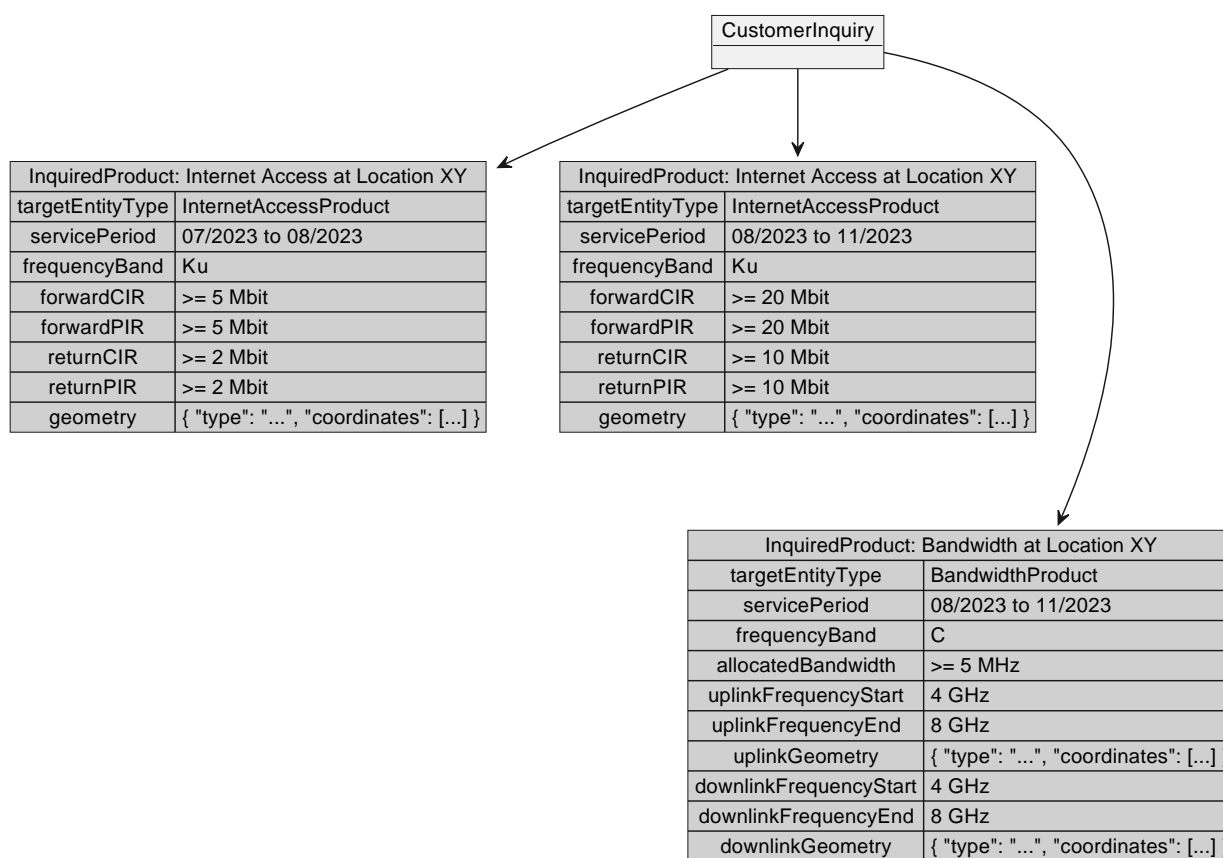 CustomerInquiry
InquiredProduct: Internet Access at Location XY
targetEntityType InternetAccessProduct
servicePeriod 07/2023 to 08/2023
frequencyBand Ku
forwardCIR >= 5 Mbit
forwardPIR >= 5 Mbit
returnCIR >= 2 Mbit
returnPIR >= 2 Mbit
geometry { "type": "...", "coordinates": [...] }
InquiredProduct: Internet Access at Location XY
targetEntityType InternetAccessProduct
servicePeriod 08/2023 to 11/2023
frequencyBand Ku
forwardCIR >= 20 Mbit
forwardPIR >= 20 Mbit
returnCIR >= 10 Mbit
returnPIR >= 10 Mbit
geometry { "type": "...", "coordinates": [...] }
InquiredProduct: Bandwidth at Location XY
targetEntityType BandwidthProduct
servicePeriod 08/2023 to 11/2023
frequencyBand C
allocatedBandwidth >= 5 MHz
uplinkFrequencyStart 4 GHz
uplinkFrequencyEnd 8 GHz
uplinkGeometry { "type": "...", "coordinates": [...] }
downlinkFrequencyStart 4 GHz
downlinkFrequencyEnd 8 GHz
downlinkGeometry { "type": "...", "coordinates": [...] }